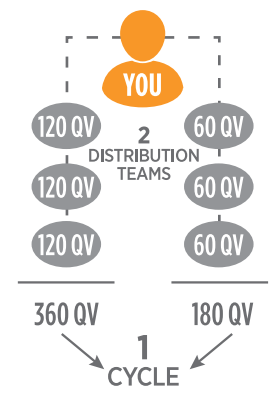 YOU
120 QV
2
60 QV
DISTRIBUTION
TEAMS
120 QV
60 QV
120 QV
60 QV
360 QV
180 QV
1
CYCLE